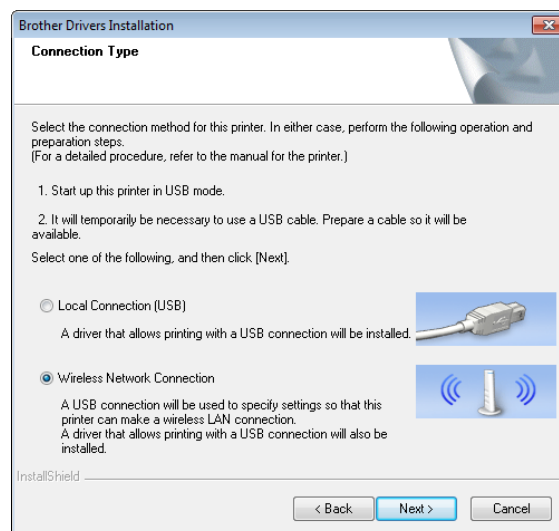 Brother Drivers Installation
Connection Type
Select the connection method for this printer. In either case, perform the following operation and
preparation steps.
(For a detailed procedure, refer to the manual for the printer.)
1. Start up this printer in USB mode.
2. It will temporarily be necessary to use a USB cable. Prepare a cable so it will be
available.
Select one of the following, and then click [Next].
Local Connection (USB)
A driver that allows printing with a USB connection will be installed.
Wireless Network Connection
A USB connection will be used to specify settings so that this
printer can make a wireless LAN connection.
A driver that allows printing with a USB connection will also be
installed.
InstallShield
< Back Next > Cancel